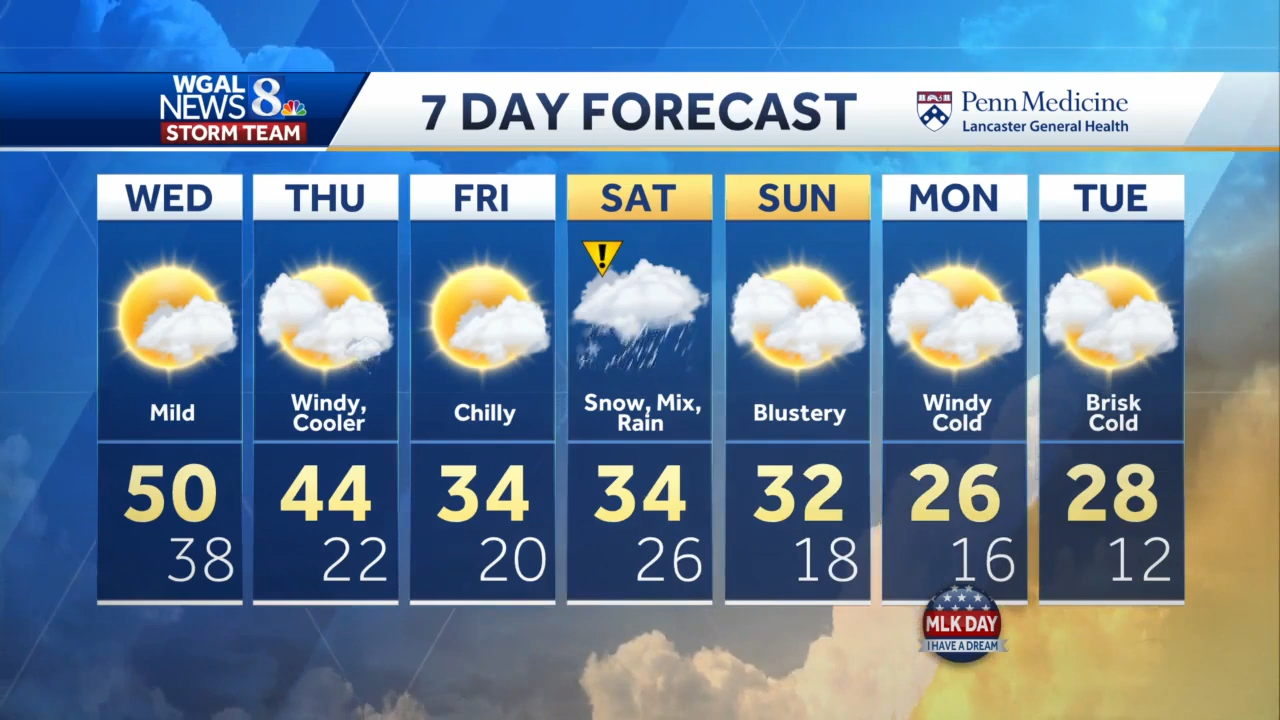 WGAL
NEWS 8
STORM TEAM
7 DAY FORECAST
Penn Medicine
Lancaster General Health
WED THU FRI SAT SUN MON TUE
!
Mild
Windy,
Cooler
Chilly
Snow, Mix,
Rain
Blustery
Windy
Cold
Brisk
Cold
50 44 34 34 32 26 28
38 22 20 26 18 16 12
MLK DAY
I HAVE A DREAM